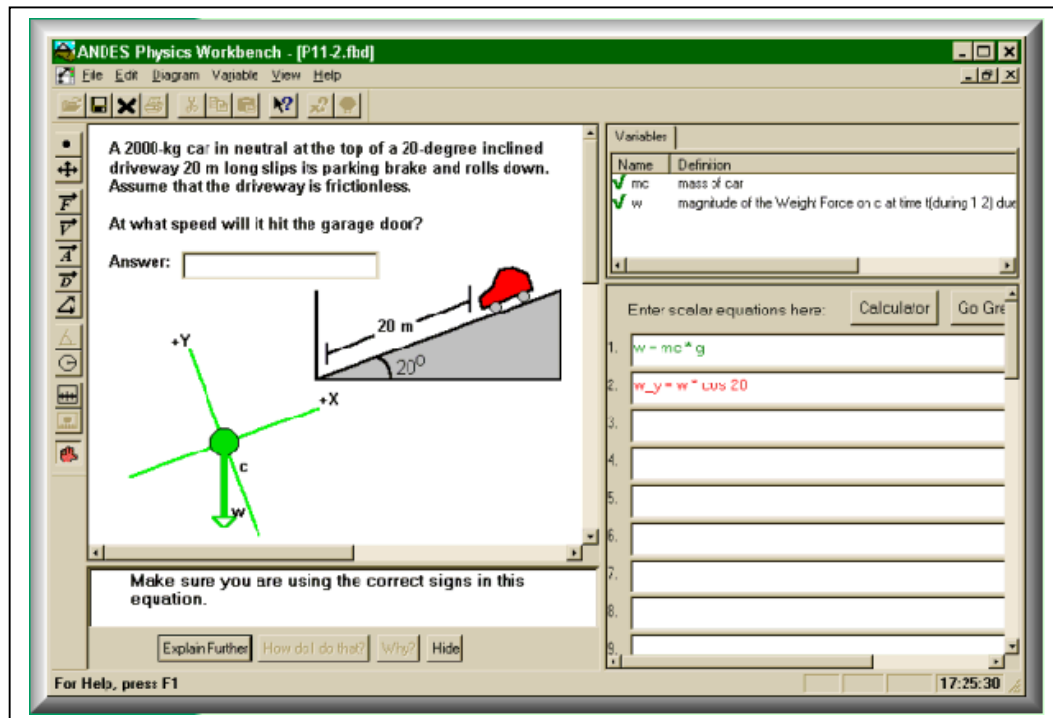 ANDES Physics Workbench - [P11-2.fbd]
File Edit Diagram Variable View Help
A 2000-kg car in neutral at the top of a 20-degree inclined
driveway 20 m long slips its parking brake and rolls down.
Assume that the driveway is frictionless.
At what speed will it hit the garage door?
Answer:
20 m
20⁰
+Y
+X
c
w
Variables
Name Definition
mc mass of car
w magnitude of the Weight Force on c at time t(during 1 2) due
Enter scalar equations here: Calculator Go Gre
1. w = mc * g
2. w_y = w * cos 20
3.
4.
5.
6.
7.
8.
9.
Make sure you are using the correct signs in this
equation.
Explain Further How do I do that? Why? Hide
For Help, press F1 17:25:30
F
V
A
D